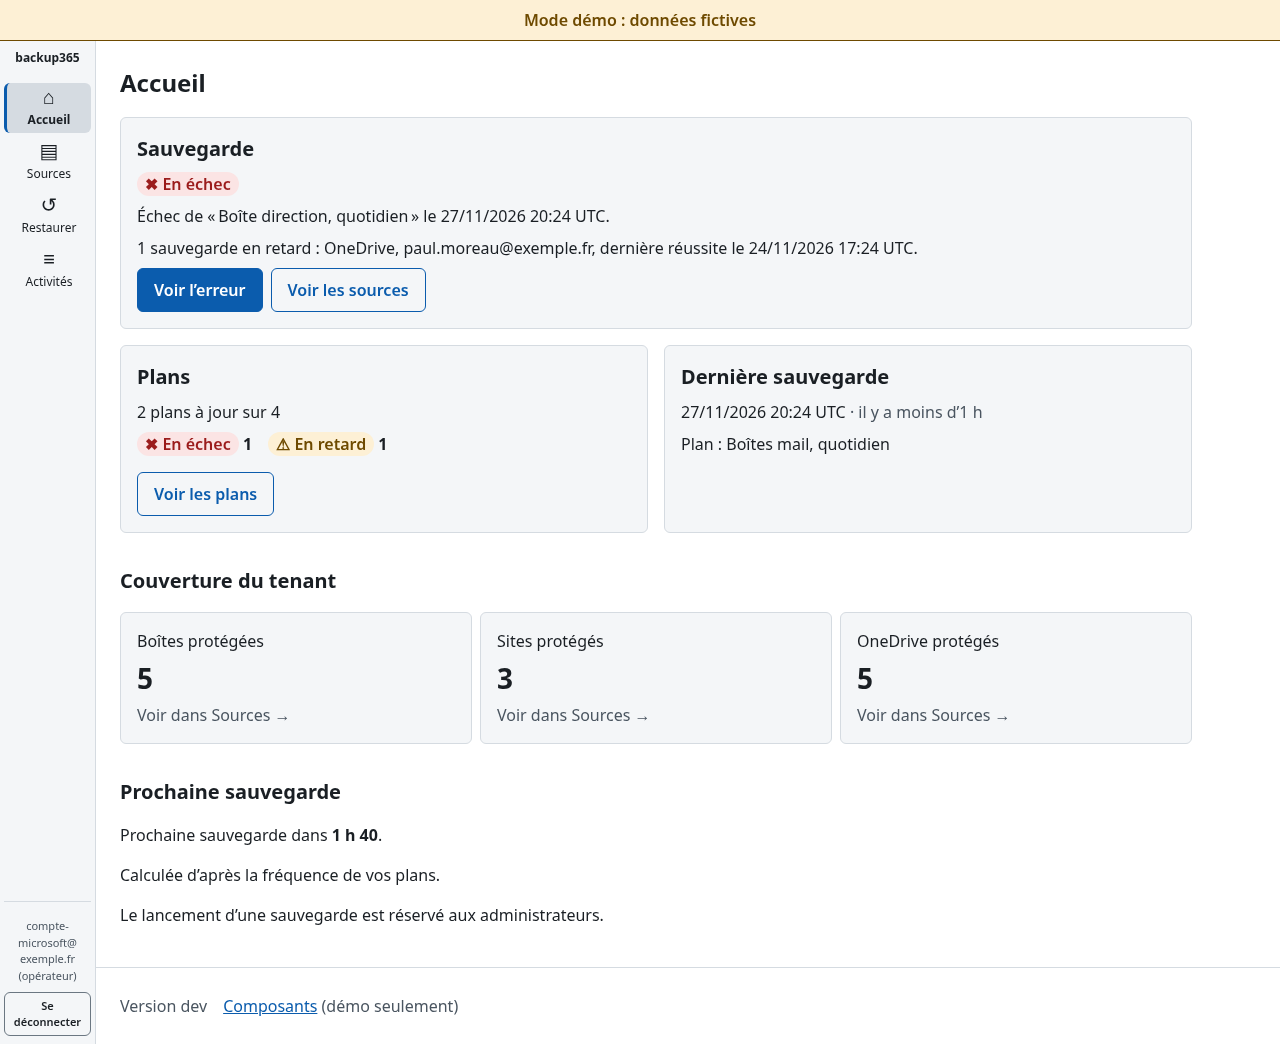 Mode démo : données fictives
backup365
Accueil
Sources
Restaurer
Activités
compte-
microsoft@
exemple.fr
(opérateur)
Se
déconnecter
Accueil
Sauvegarde
✖ En échec
Échec de « Boîte direction, quotidien » le 27/11/2026 20:24 UTC.
1 sauvegarde en retard : OneDrive, paul.moreau@exemple.fr, dernière réussite le 24/11/2026 17:24 UTC.
Voir l’erreur
Voir les sources
Plans
2 plans à jour sur 4
✖ En échec 1 ⚠ En retard 1
Voir les plans
Dernière sauvegarde
27/11/2026 20:24 UTC · il y a moins d’1 h
Plan : Boîtes mail, quotidien
Couverture du tenant
Boîtes protégées
5
Voir dans Sources →
Sites protégés
3
Voir dans Sources →
OneDrive protégés
5
Voir dans Sources →
Prochaine sauvegarde
Prochaine sauvegarde dans 1 h 40.
Calculée d’après la fréquence de vos plans.
Le lancement d’une sauvegarde est réservé aux administrateurs.
Version dev Composants (démo seulement)